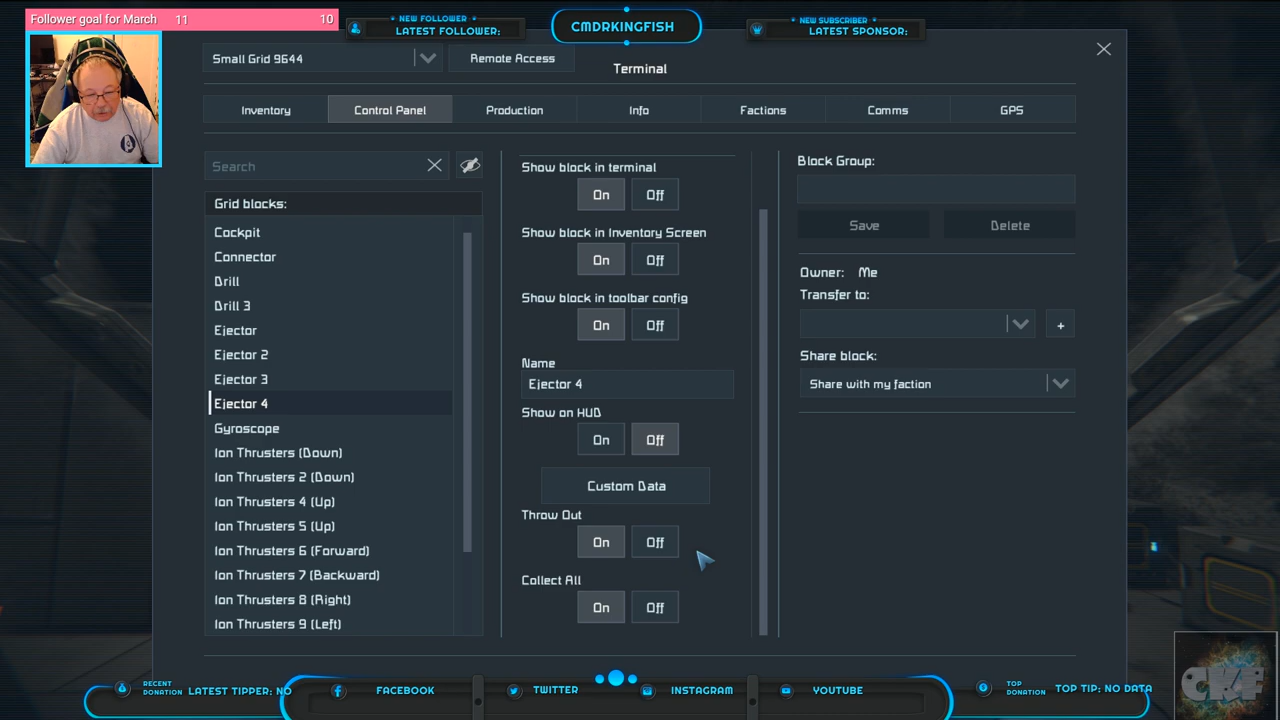 Follower goal for March 11 10
NEW FOLLOWER
LATEST FOLLOWER:
CMDRKINGFISH
NEW SUBSCRIBER
LATEST SPONSOR:
Small Grid 9644
Remote Access
Terminal
Inventory
Control Panel
Production
Info
Factions
Comms
GPS
Search
Grid blocks:
Cockpit
Connector
Drill
Drill 3
Ejector
Ejector 2
Ejector 3
Ejector 4
Gyroscope
Ion Thrusters (Down)
Ion Thrusters 2 (Down)
Ion Thrusters 4 (Up)
Ion Thrusters 5 (Up)
Ion Thrusters 6 (Forward)
Ion Thrusters 7 (Backward)
Ion Thrusters 8 (Right)
Ion Thrusters 9 (Left)
Show block in terminal
On Off
Show block in Inventory Screen
On Off
Show block in toolbar config
On Off
Name
Ejector 4
Show on HUD
On Off
Custom Data
Throw Out
On Off
Collect All
On Off
Block Group:
Save Delete
Owner: Me
Transfer to:
+
Share block:
Share with my faction
RECENT DONATION
LATEST TIPPER: NO
FACEBOOK
TWITTER
INSTAGRAM
YOUTUBE
TOP DONATION
TOP TIP: NO DATA
CKF